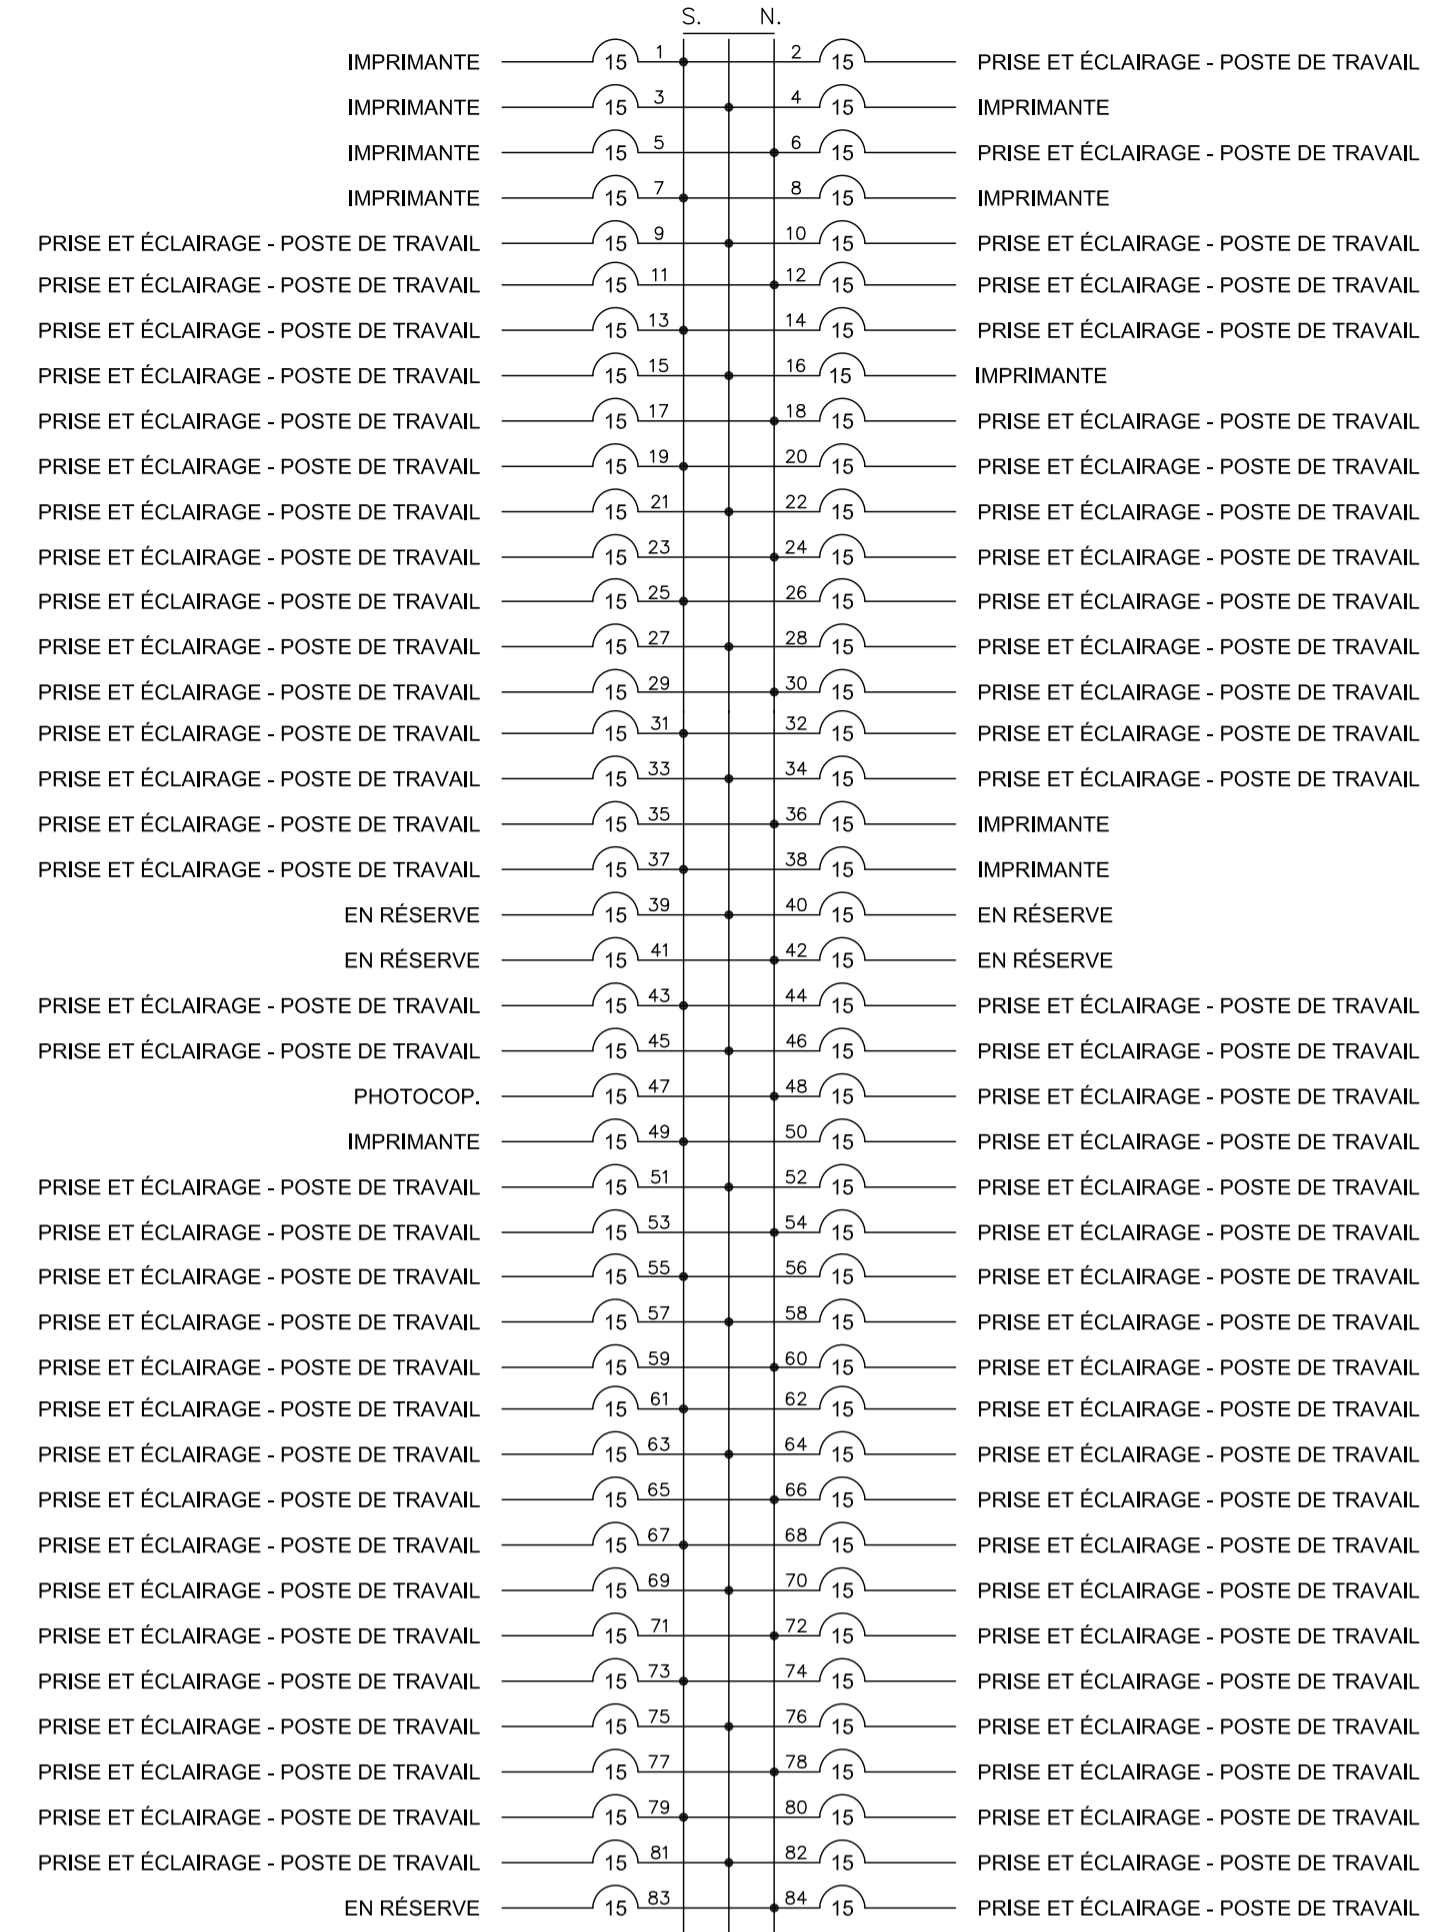 S. N.
IMPRIMANTE 15 1 2 15 PRISE ET ÉCLAIRAGE - POSTE DE TRAVAIL
IMPRIMANTE 15 3 4 15 IMPRIMANTE
IMPRIMANTE 15 5 6 15 PRISE ET ÉCLAIRAGE - POSTE DE TRAVAIL
IMPRIMANTE 15 7 8 15 IMPRIMANTE
PRISE ET ÉCLAIRAGE - POSTE DE TRAVAIL 15 9 10 15 PRISE ET ÉCLAIRAGE - POSTE DE TRAVAIL
PRISE ET ÉCLAIRAGE - POSTE DE TRAVAIL 15 11 12 15 PRISE ET ÉCLAIRAGE - POSTE DE TRAVAIL
PRISE ET ÉCLAIRAGE - POSTE DE TRAVAIL 15 13 14 15 PRISE ET ÉCLAIRAGE - POSTE DE TRAVAIL
PRISE ET ÉCLAIRAGE - POSTE DE TRAVAIL 15 15 16 15 IMPRIMANTE
PRISE ET ÉCLAIRAGE - POSTE DE TRAVAIL 15 17 18 15 PRISE ET ÉCLAIRAGE - POSTE DE TRAVAIL
PRISE ET ÉCLAIRAGE - POSTE DE TRAVAIL 15 19 20 15 PRISE ET ÉCLAIRAGE - POSTE DE TRAVAIL
PRISE ET ÉCLAIRAGE - POSTE DE TRAVAIL 15 21 22 15 PRISE ET ÉCLAIRAGE - POSTE DE TRAVAIL
PRISE ET ÉCLAIRAGE - POSTE DE TRAVAIL 15 23 24 15 PRISE ET ÉCLAIRAGE - POSTE DE TRAVAIL
PRISE ET ÉCLAIRAGE - POSTE DE TRAVAIL 15 25 26 15 PRISE ET ÉCLAIRAGE - POSTE DE TRAVAIL
PRISE ET ÉCLAIRAGE - POSTE DE TRAVAIL 15 27 28 15 PRISE ET ÉCLAIRAGE - POSTE DE TRAVAIL
PRISE ET ÉCLAIRAGE - POSTE DE TRAVAIL 15 29 30 15 PRISE ET ÉCLAIRAGE - POSTE DE TRAVAIL
PRISE ET ÉCLAIRAGE - POSTE DE TRAVAIL 15 31 32 15 PRISE ET ÉCLAIRAGE - POSTE DE TRAVAIL
PRISE ET ÉCLAIRAGE - POSTE DE TRAVAIL 15 33 34 15 PRISE ET ÉCLAIRAGE - POSTE DE TRAVAIL
PRISE ET ÉCLAIRAGE - POSTE DE TRAVAIL 15 35 36 15 IMPRIMANTE
PRISE ET ÉCLAIRAGE - POSTE DE TRAVAIL 15 37 38 15 IMPRIMANTE
EN RÉSERVE 15 39 40 15 EN RÉSERVE
EN RÉSERVE 15 41 42 15 EN RÉSERVE
PRISE ET ÉCLAIRAGE - POSTE DE TRAVAIL 15 43 44 15 PRISE ET ÉCLAIRAGE - POSTE DE TRAVAIL
PRISE ET ÉCLAIRAGE - POSTE DE TRAVAIL 15 45 46 15 PRISE ET ÉCLAIRAGE - POSTE DE TRAVAIL
PHOTOCOP. 15 47 48 15 PRISE ET ÉCLAIRAGE - POSTE DE TRAVAIL
IMPRIMANTE 15 49 50 15 PRISE ET ÉCLAIRAGE - POSTE DE TRAVAIL
PRISE ET ÉCLAIRAGE - POSTE DE TRAVAIL 15 51 52 15 PRISE ET ÉCLAIRAGE - POSTE DE TRAVAIL
PRISE ET ÉCLAIRAGE - POSTE DE TRAVAIL 15 53 54 15 PRISE ET ÉCLAIRAGE - POSTE DE TRAVAIL
PRISE ET ÉCLAIRAGE - POSTE DE TRAVAIL 15 55 56 15 PRISE ET ÉCLAIRAGE - POSTE DE TRAVAIL
PRISE ET ÉCLAIRAGE - POSTE DE TRAVAIL 15 57 58 15 PRISE ET ÉCLAIRAGE - POSTE DE TRAVAIL
PRISE ET ÉCLAIRAGE - POSTE DE TRAVAIL 15 59 60 15 PRISE ET ÉCLAIRAGE - POSTE DE TRAVAIL
PRISE ET ÉCLAIRAGE - POSTE DE TRAVAIL 15 61 62 15 PRISE ET ÉCLAIRAGE - POSTE DE TRAVAIL
PRISE ET ÉCLAIRAGE - POSTE DE TRAVAIL 15 63 64 15 PRISE ET ÉCLAIRAGE - POSTE DE TRAVAIL
PRISE ET ÉCLAIRAGE - POSTE DE TRAVAIL 15 65 66 15 PRISE ET ÉCLAIRAGE - POSTE DE TRAVAIL
PRISE ET ÉCLAIRAGE - POSTE DE TRAVAIL 15 67 68 15 PRISE ET ÉCLAIRAGE - POSTE DE TRAVAIL
PRISE ET ÉCLAIRAGE - POSTE DE TRAVAIL 15 69 70 15 PRISE ET ÉCLAIRAGE - POSTE DE TRAVAIL
PRISE ET ÉCLAIRAGE - POSTE DE TRAVAIL 15 71 72 15 PRISE ET ÉCLAIRAGE - POSTE DE TRAVAIL
PRISE ET ÉCLAIRAGE - POSTE DE TRAVAIL 15 73 74 15 PRISE ET ÉCLAIRAGE - POSTE DE TRAVAIL
PRISE ET ÉCLAIRAGE - POSTE DE TRAVAIL 15 75 76 15 PRISE ET ÉCLAIRAGE - POSTE DE TRAVAIL
PRISE ET ÉCLAIRAGE - POSTE DE TRAVAIL 15 77 78 15 PRISE ET ÉCLAIRAGE - POSTE DE TRAVAIL
PRISE ET ÉCLAIRAGE - POSTE DE TRAVAIL 15 79 80 15 PRISE ET ÉCLAIRAGE - POSTE DE TRAVAIL
PRISE ET ÉCLAIRAGE - POSTE DE TRAVAIL 15 81 82 15 PRISE ET ÉCLAIRAGE - POSTE DE TRAVAIL
EN RÉSERVE 15 83 84 15 PRISE ET ÉCLAIRAGE - POSTE DE TRAVAIL